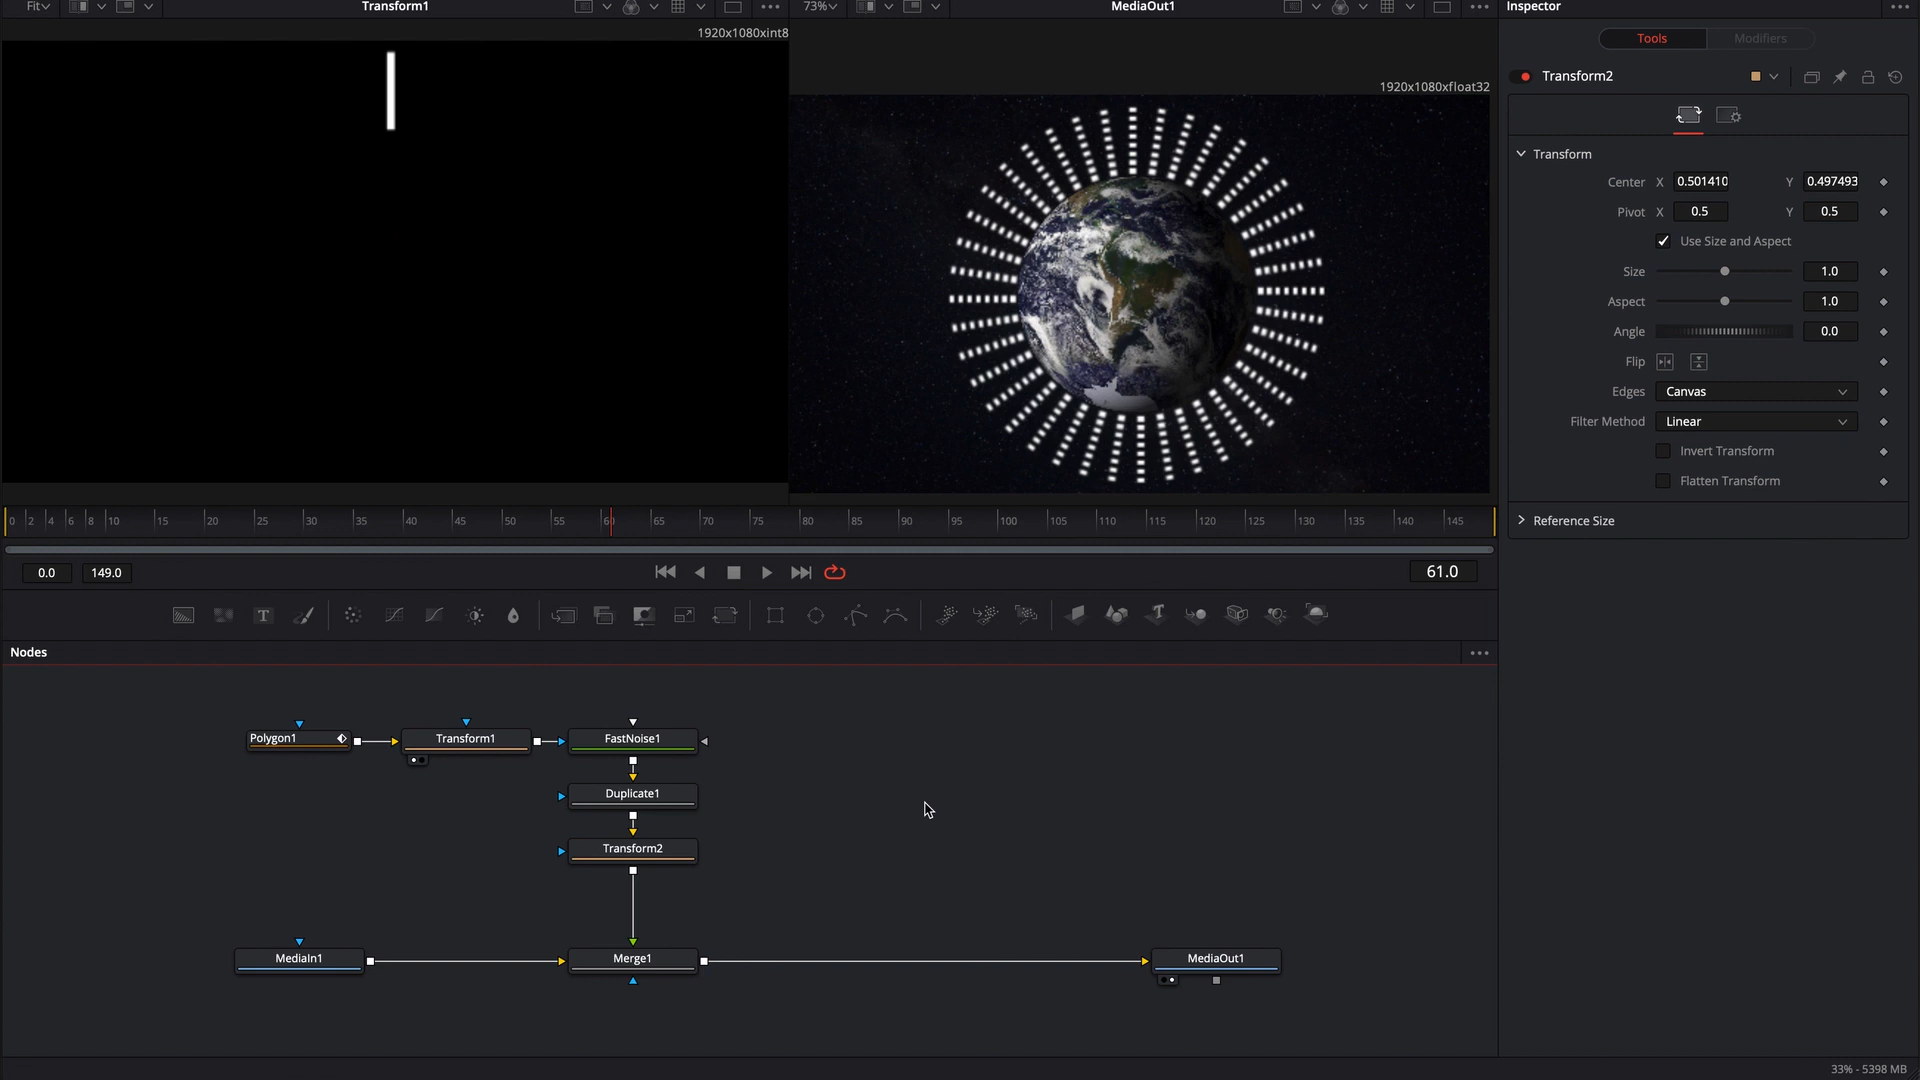 Fit
Transform1
73%
MediaOut1
Inspector
1920x1080xint8
1920x1080xfloat32
Tools
Modifiers
Transform2
Transform
Center X 0.501410 Y 0.497493
Pivot X 0.5 Y 0.5
Use Size and Aspect
Size 1.0
Aspect 1.0
Angle 0.0
Flip
Edges Canvas
Filter Method Linear
Invert Transform
Flatten Transform
Reference Size
0 2 4 6 8 10 15 20 25 30 35 40 45 50 55 60 65 70 75 80 85 90 95 100 105 110 115 120 125 130 135 140 145
0.0 149.0
61.0
T
Nodes
Polygon1
Transform1
FastNoise1
Duplicate1
Transform2
MediaIn1
Merge1
MediaOut1
33% - 5398 MB